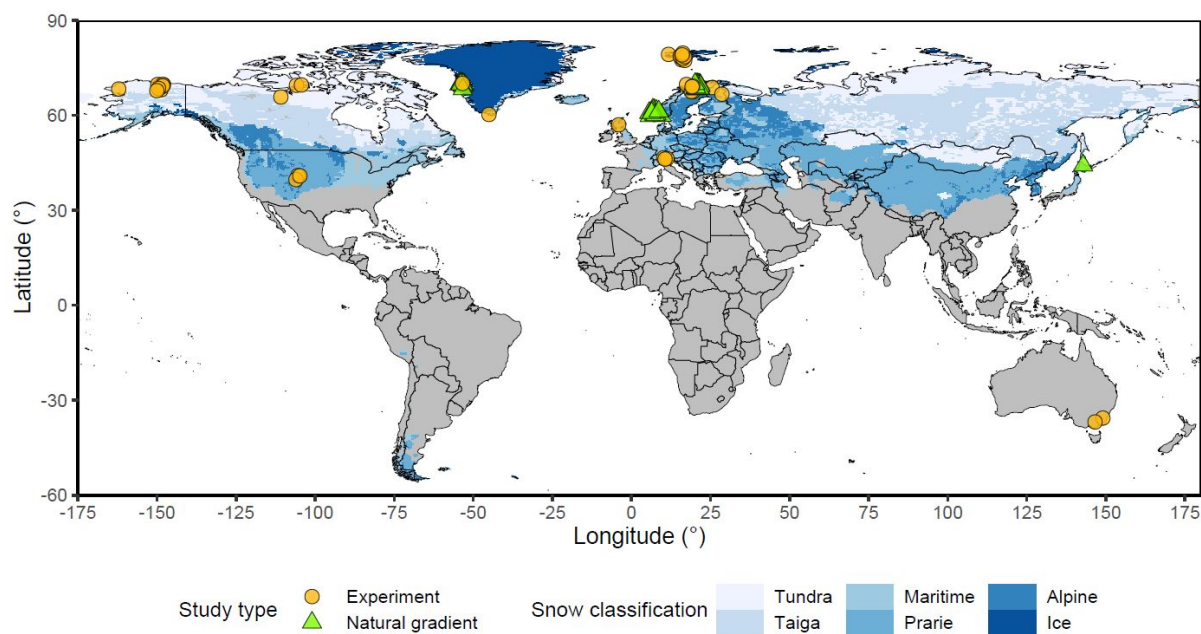 90
60
30
0
-30
-60
Latitude (°)
-175 -150 -125 -100 -75 -50 -25 0 25 50 75 100 125 150 175
Longitude (°)
Study type Experiment Snow classification Tundra Maritime Alpine
Natural gradient Taiga Prarie Ice